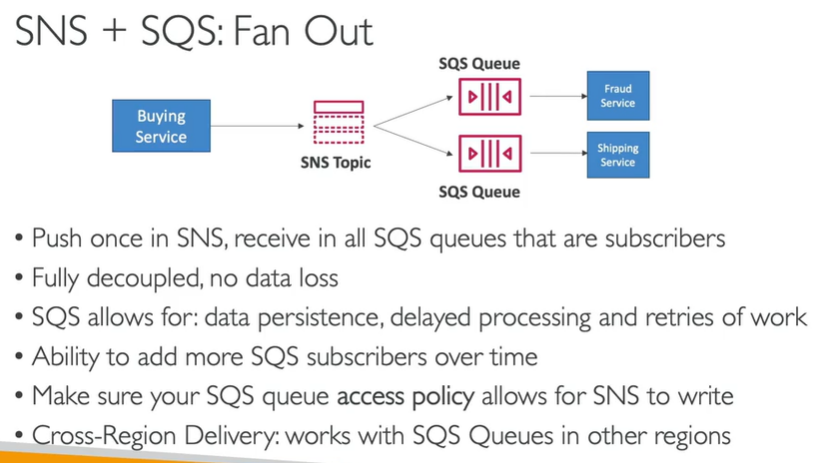 SNS + SQS: Fan Out
SQS Queue
Buying
Service
SNS Topic
Fraud
Service
Shipping
Service
SQS Queue
• Push once in SNS, receive in all SQS queues that are subscribers
• Fully decoupled, no data loss
• SQS allows for: data persistence, delayed processing and retries of work
• Ability to add more SQS subscribers over time
• Make sure your SQS queue access policy allows for SNS to write
• Cross-Region Delivery: works with SQS Queues in other regions